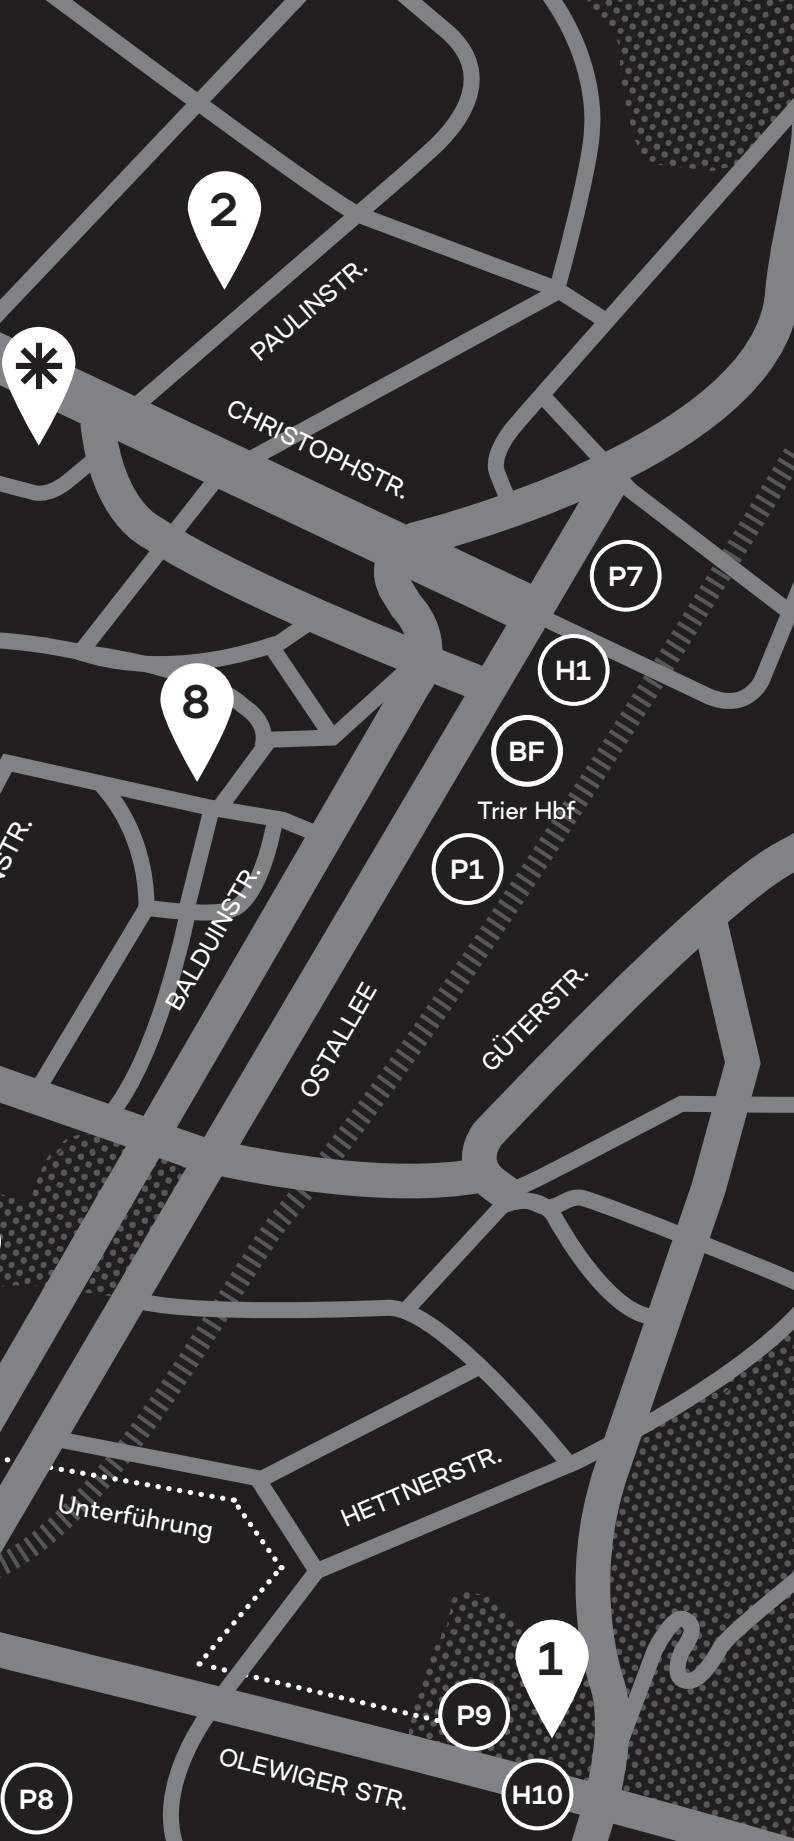 2
PAULINSTR.
CHRISTOPHSTR.
P7
H1
8
BF
Trier Hbf
P1
BALDUINSTR.
OSTALLEE
GÜTERSTR.
HETTNERSTR.
Unterführung
1
P9
OLEWIGER STR.
H10
P8